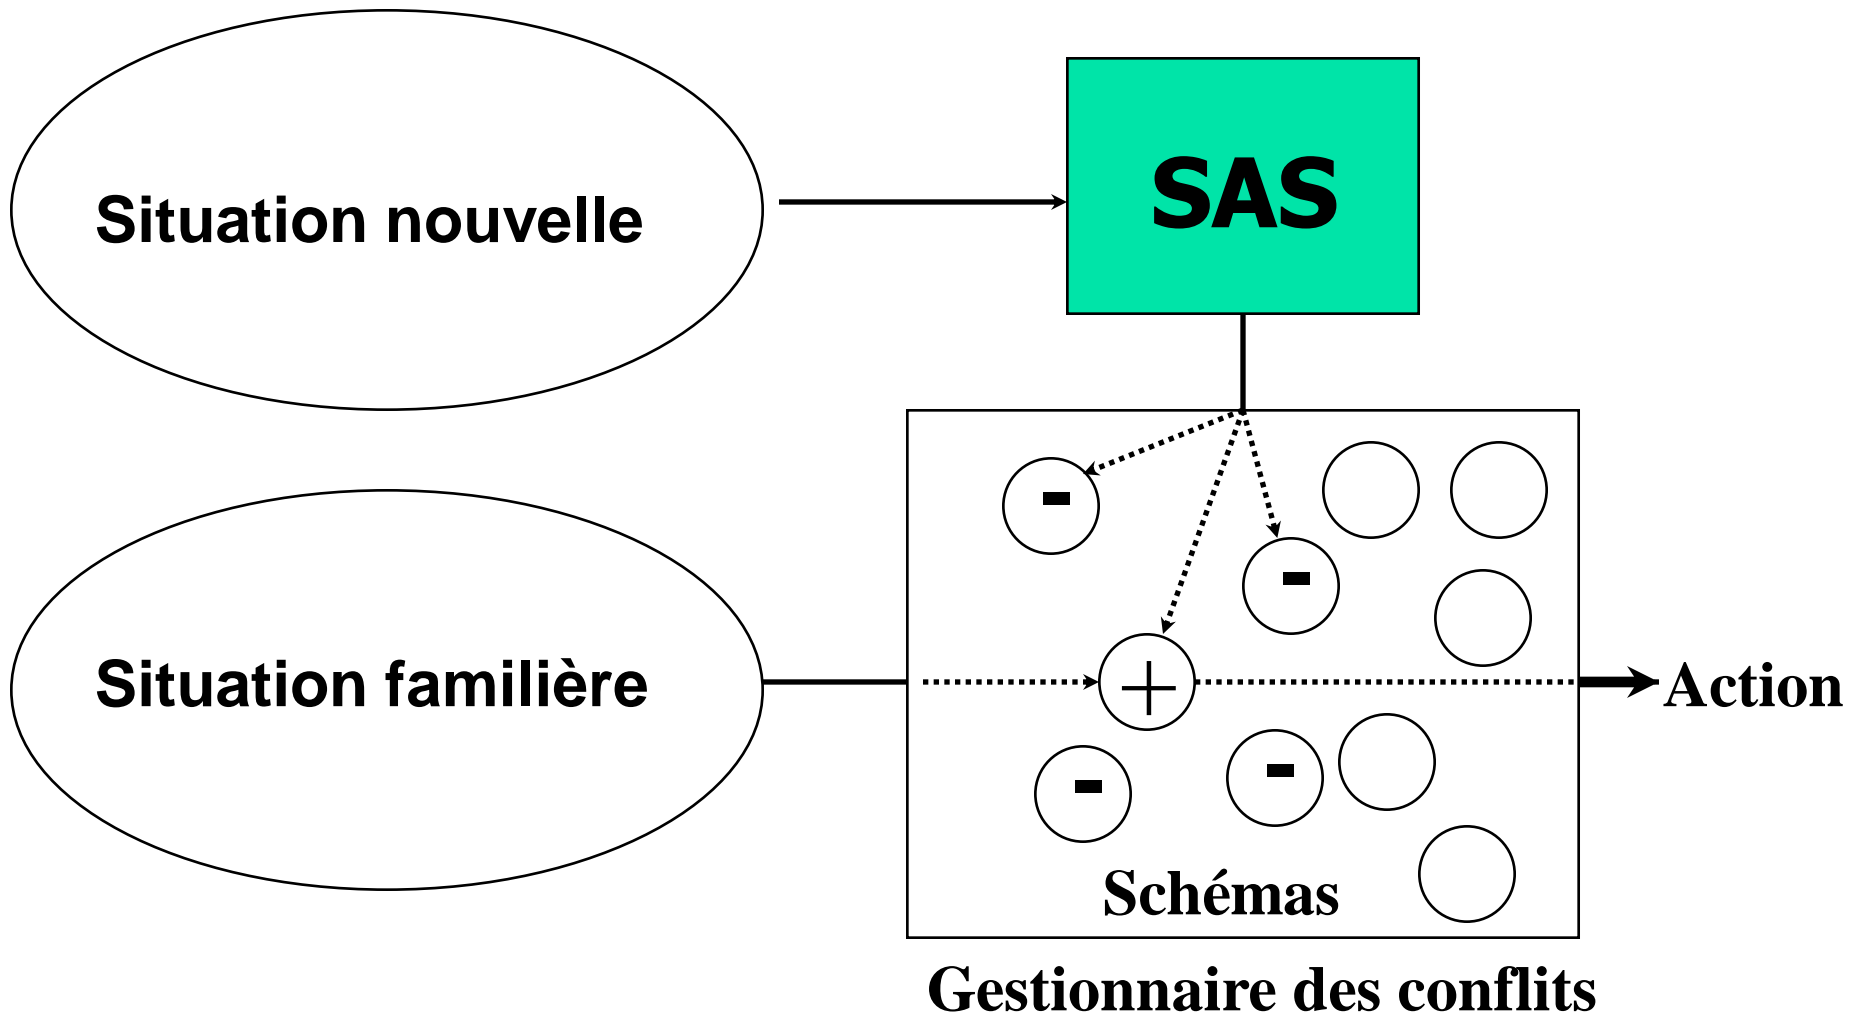 Situation nouvelle
SAS
-
-
Situation familière
+
Action
-
-
Schémas
Gestionnaire des conflits